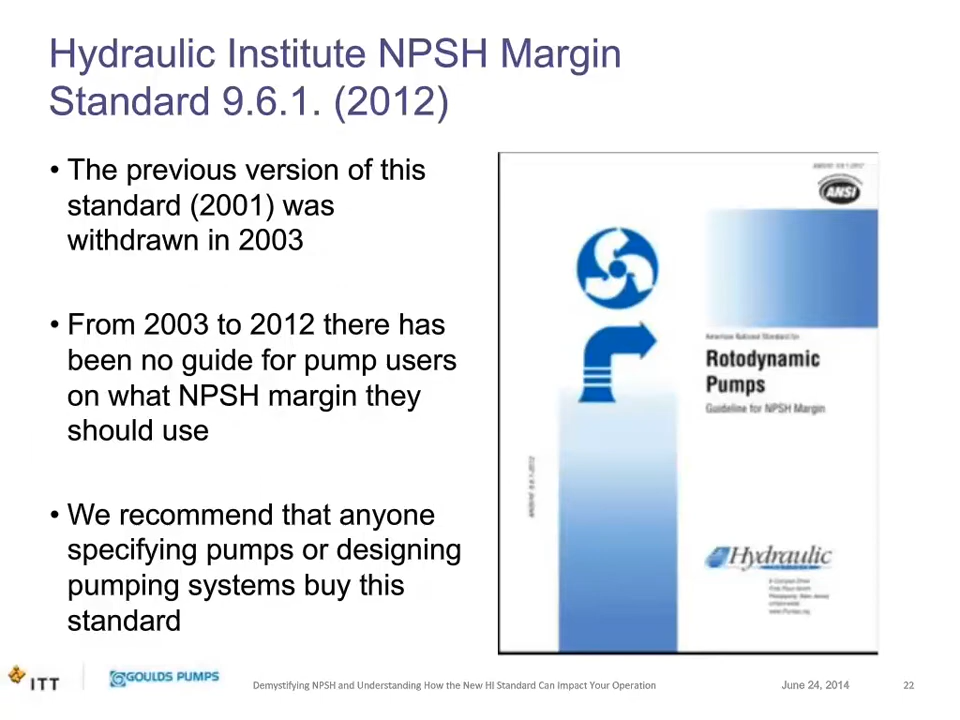 Hydraulic Institute NPSH Margin
Standard 9.6.1. (2012)
• The previous version of this
standard (2001) was
withdrawn in 2003
• From 2003 to 2012 there has
been no guide for pump users
on what NPSH margin they
should use
• We recommend that anyone
specifying pumps or designing
pumping systems buy this
standard
ANSI
American National Standard for
Rotodynamic
Pumps
Guideline for NPSH Margin
Hydraulic
ITT
GOULDS PUMPS
Demystifying NPSH and Understanding How the New HI Standard Can Impact Your Operation
June 24, 2014
22